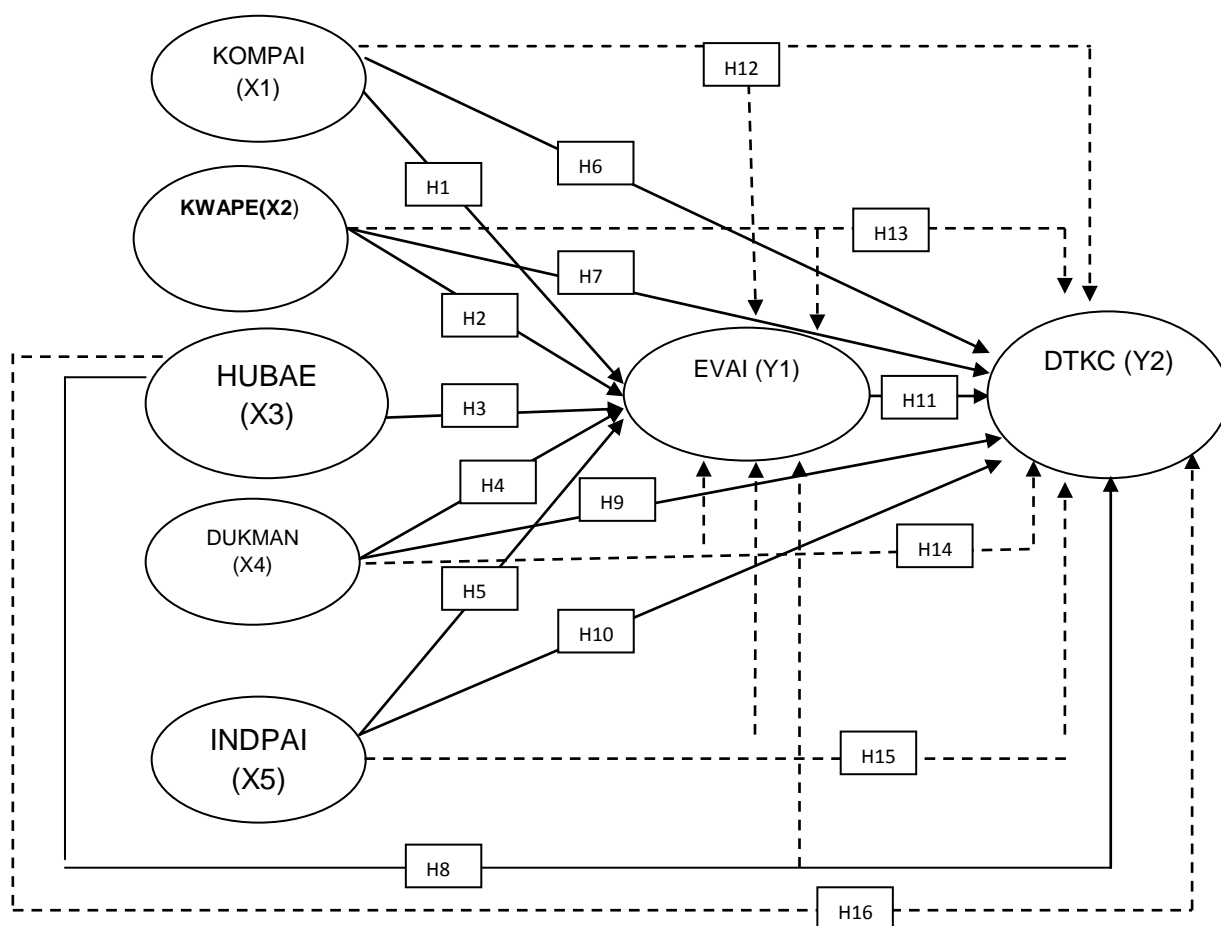 KOMPAI
(X1)
H12
H6
H1
KWAPE(X2)
H13
H7
H2
EVAI (Y1)
DTKC (Y2)
HUBAE
(X3)
H3
H11
H4
H9
DUKMAN
(X4)
H14
H5
H10
INDPAI
(X5)
H15
H8
H16